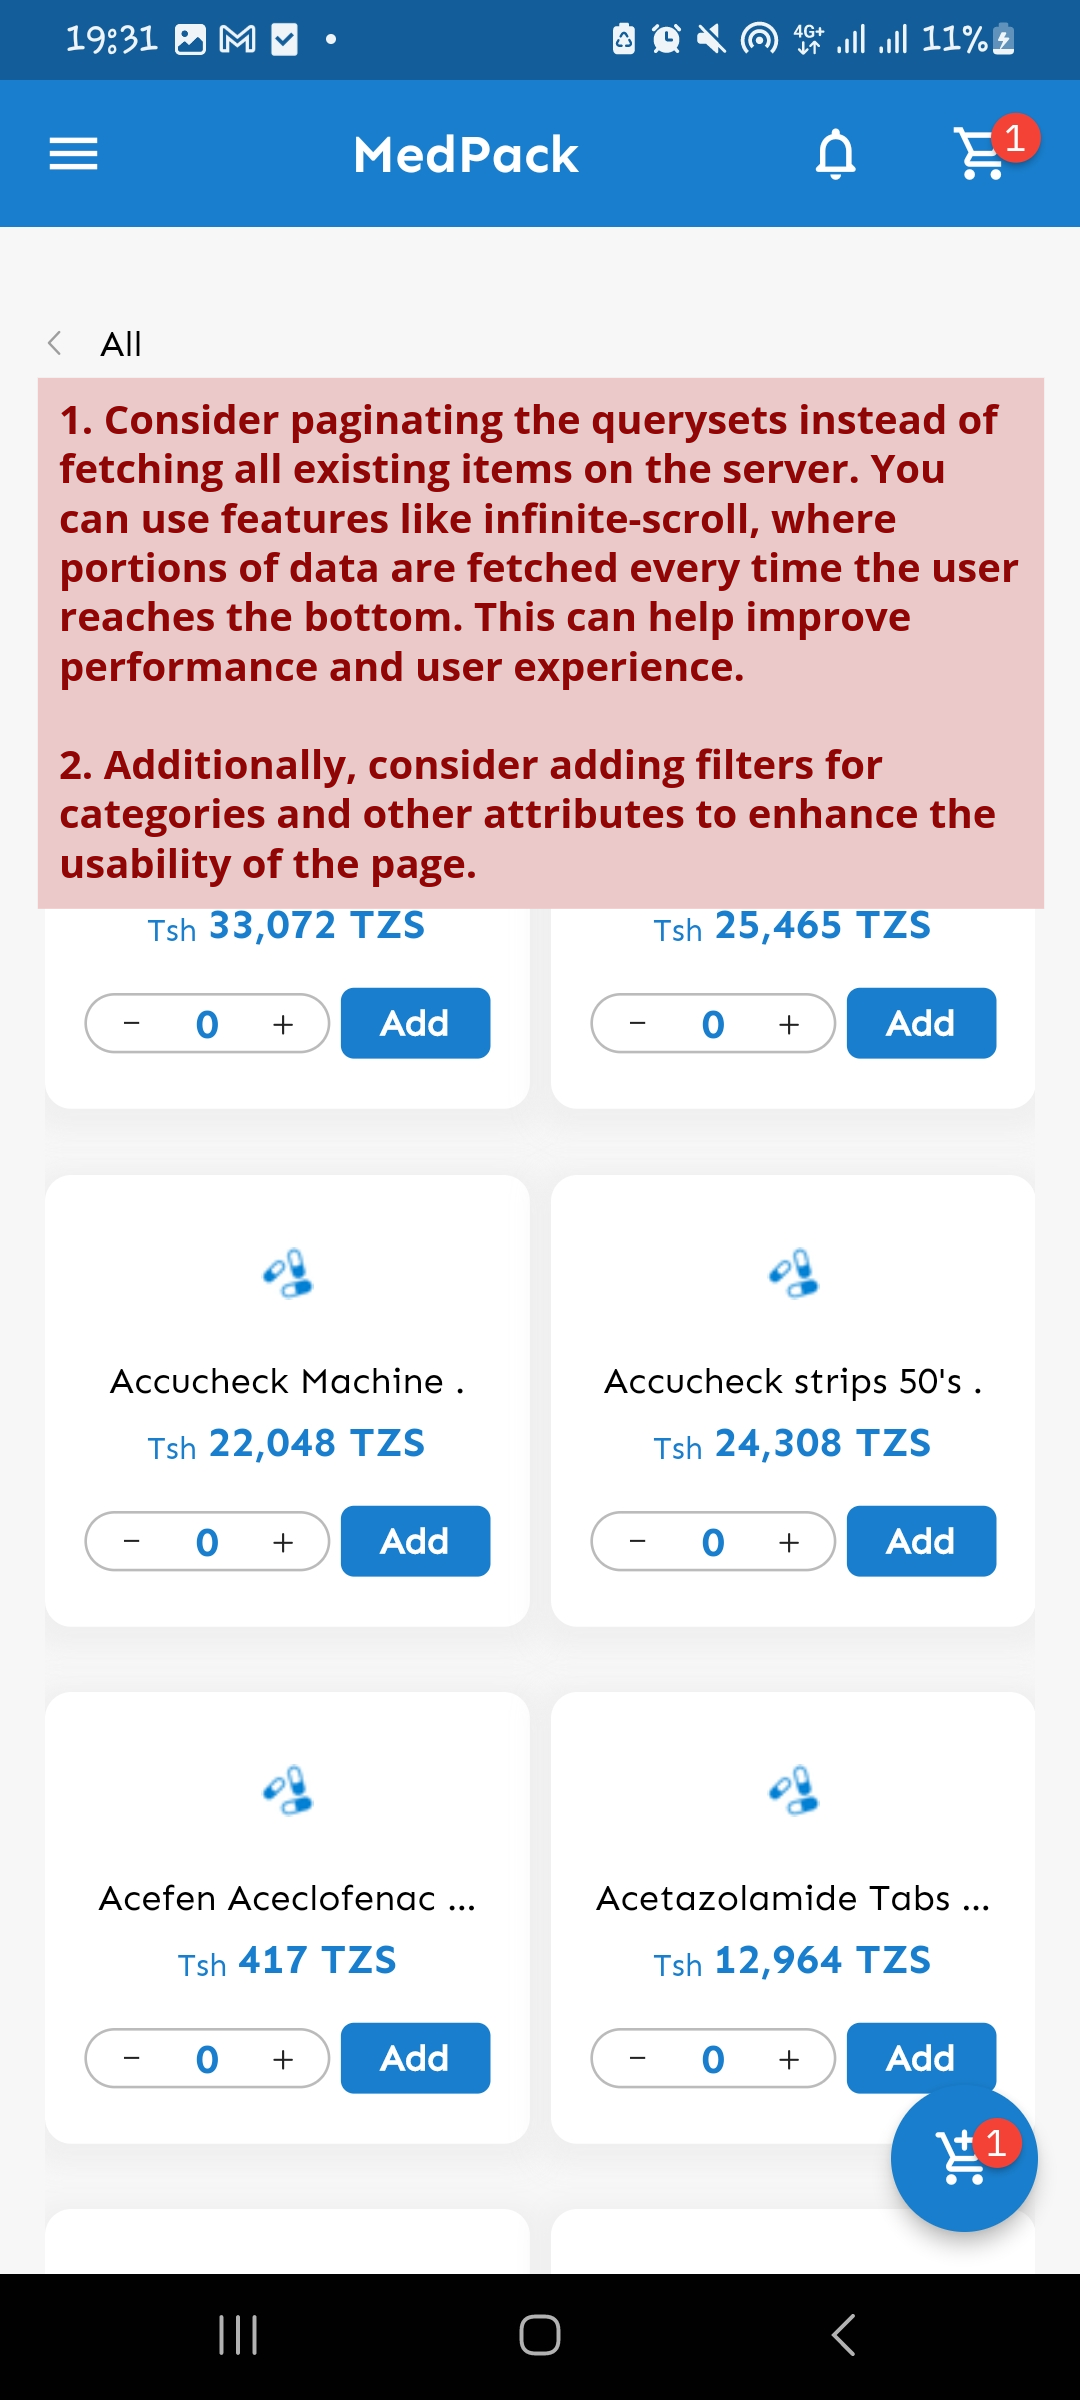 19:31 4G+ 11%
MedPack 1
All
1. Consider paginating the querysets instead of
fetching all existing items on the server. You
can use features like infinite-scroll, where
portions of data are fetched every time the user
reaches the bottom. This can help improve
performance and user experience.
2. Additionally, consider adding filters for
categories and other attributes to enhance the
usability of the page.
Tsh 33,072 TZS Tsh 25,465 TZS
− 0 + Add − 0 + Add
Accucheck Machine . Accucheck strips 50's .
Tsh 22,048 TZS Tsh 24,308 TZS
− 0 + Add − 0 + Add
Acefen Aceclofenac ... Acetazolamide Tabs ...
Tsh 417 TZS Tsh 12,964 TZS
− 0 + Add − 0 + Add
1